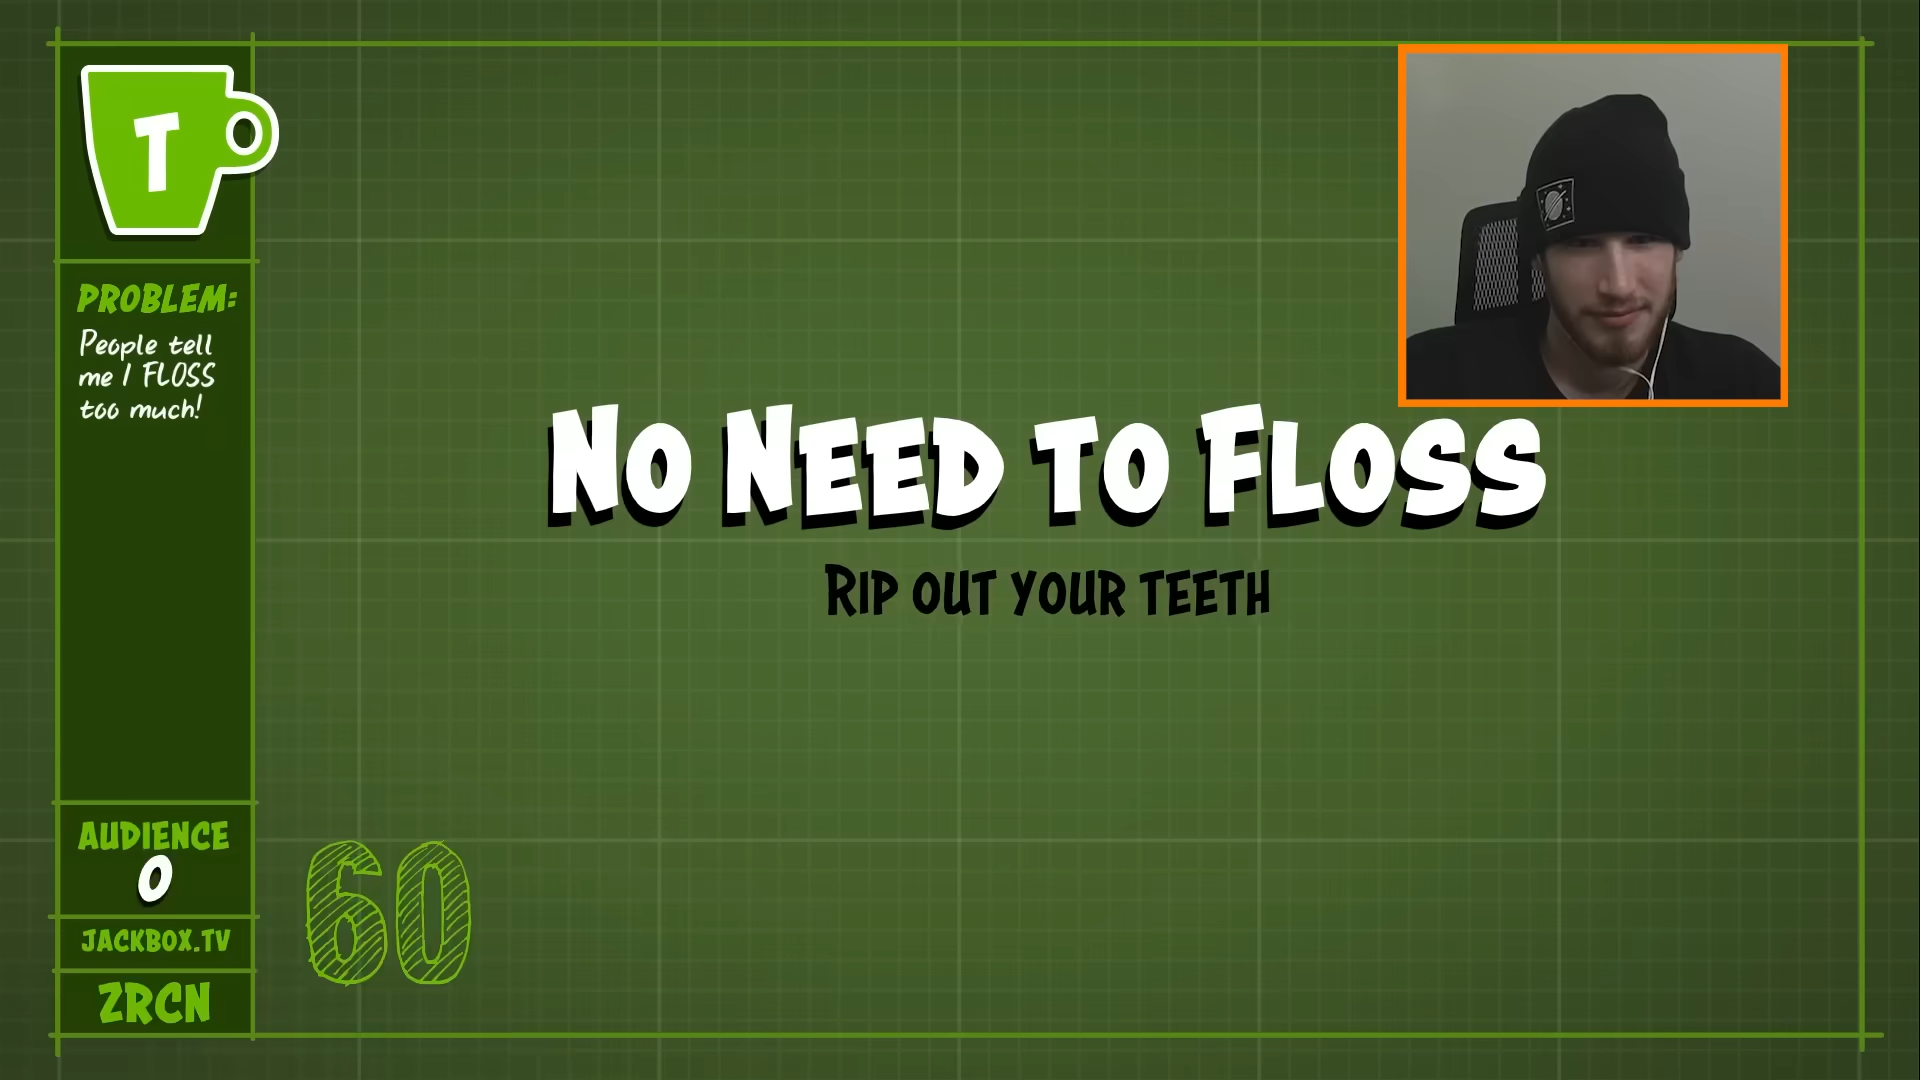 T
PROBLEM:
People tell
me I FLOSS
too much!
NO NEED TO FLOSS
RIP OUT YOUR TEETH
AUDIENCE
0
JACKBOX.TV
ZRCN
60